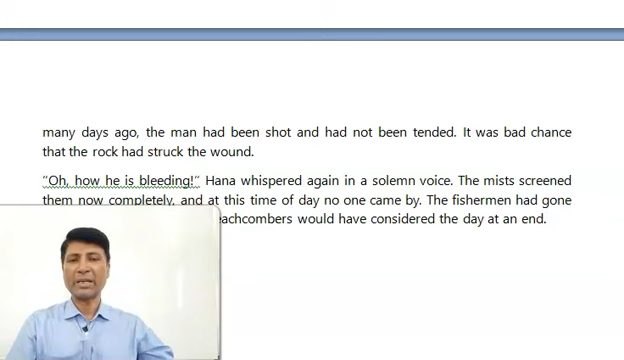 many days ago, the man had been shot and had not been tended. It was bad chance
that the rock had struck the wound.
“Oh, how he is bleeding!” Hana whispered again in a solemn voice. The mists screened
them now completely, and at this time of day no one came by. The fishermen had gone
eachcombers would have considered the day at an end.